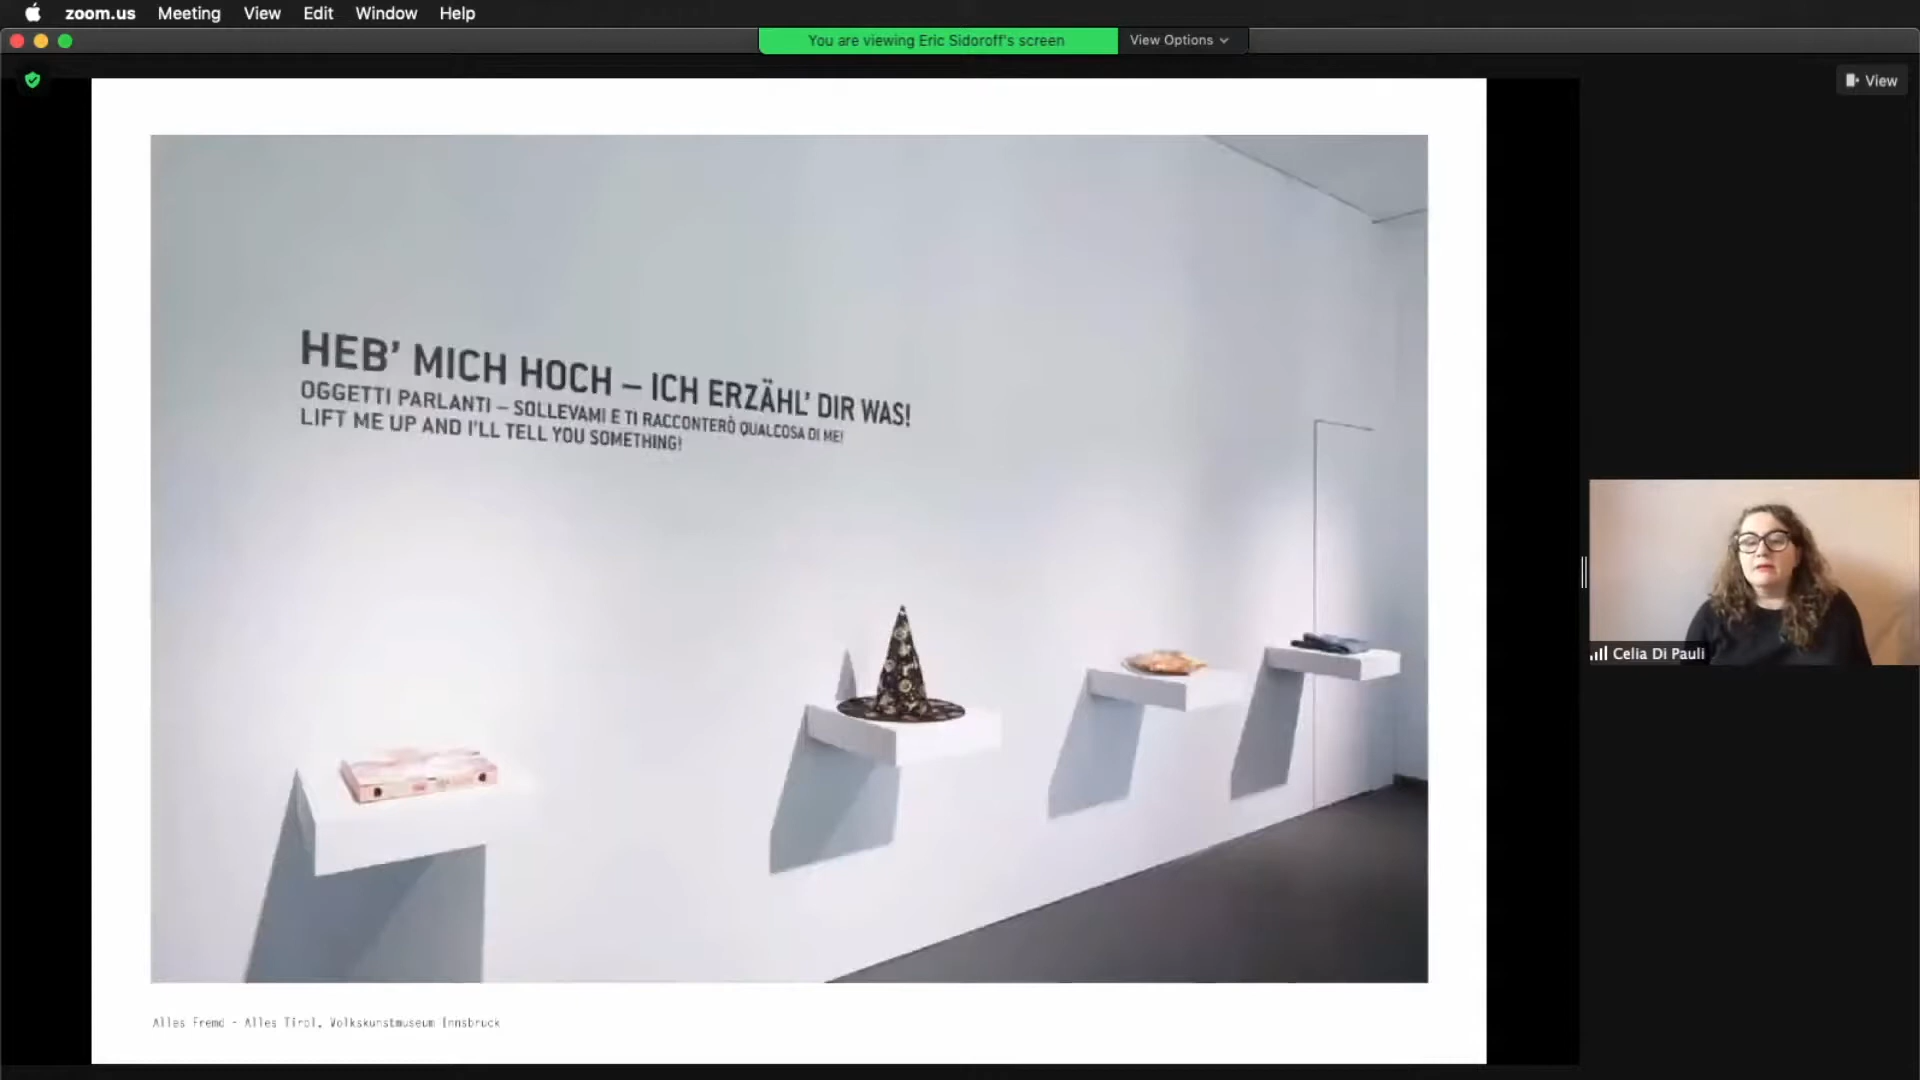 zoom.us Meeting View Edit Window Help
You are viewing Eric Sidoroff's screen View Options
View
HEB' MICH HOCH – ICH ERZÄHL' DIR WAS!
OGGETTI PARLANTI – SOLLEVAMI E TI RACCONTERÒ QUALCOSA DI ME!
LIFT ME UP AND I'LL TELL YOU SOMETHING!
Celia Di Pauli
Alles Fremd - Alles Tirol, Volkskunstmuseum Innsbruck